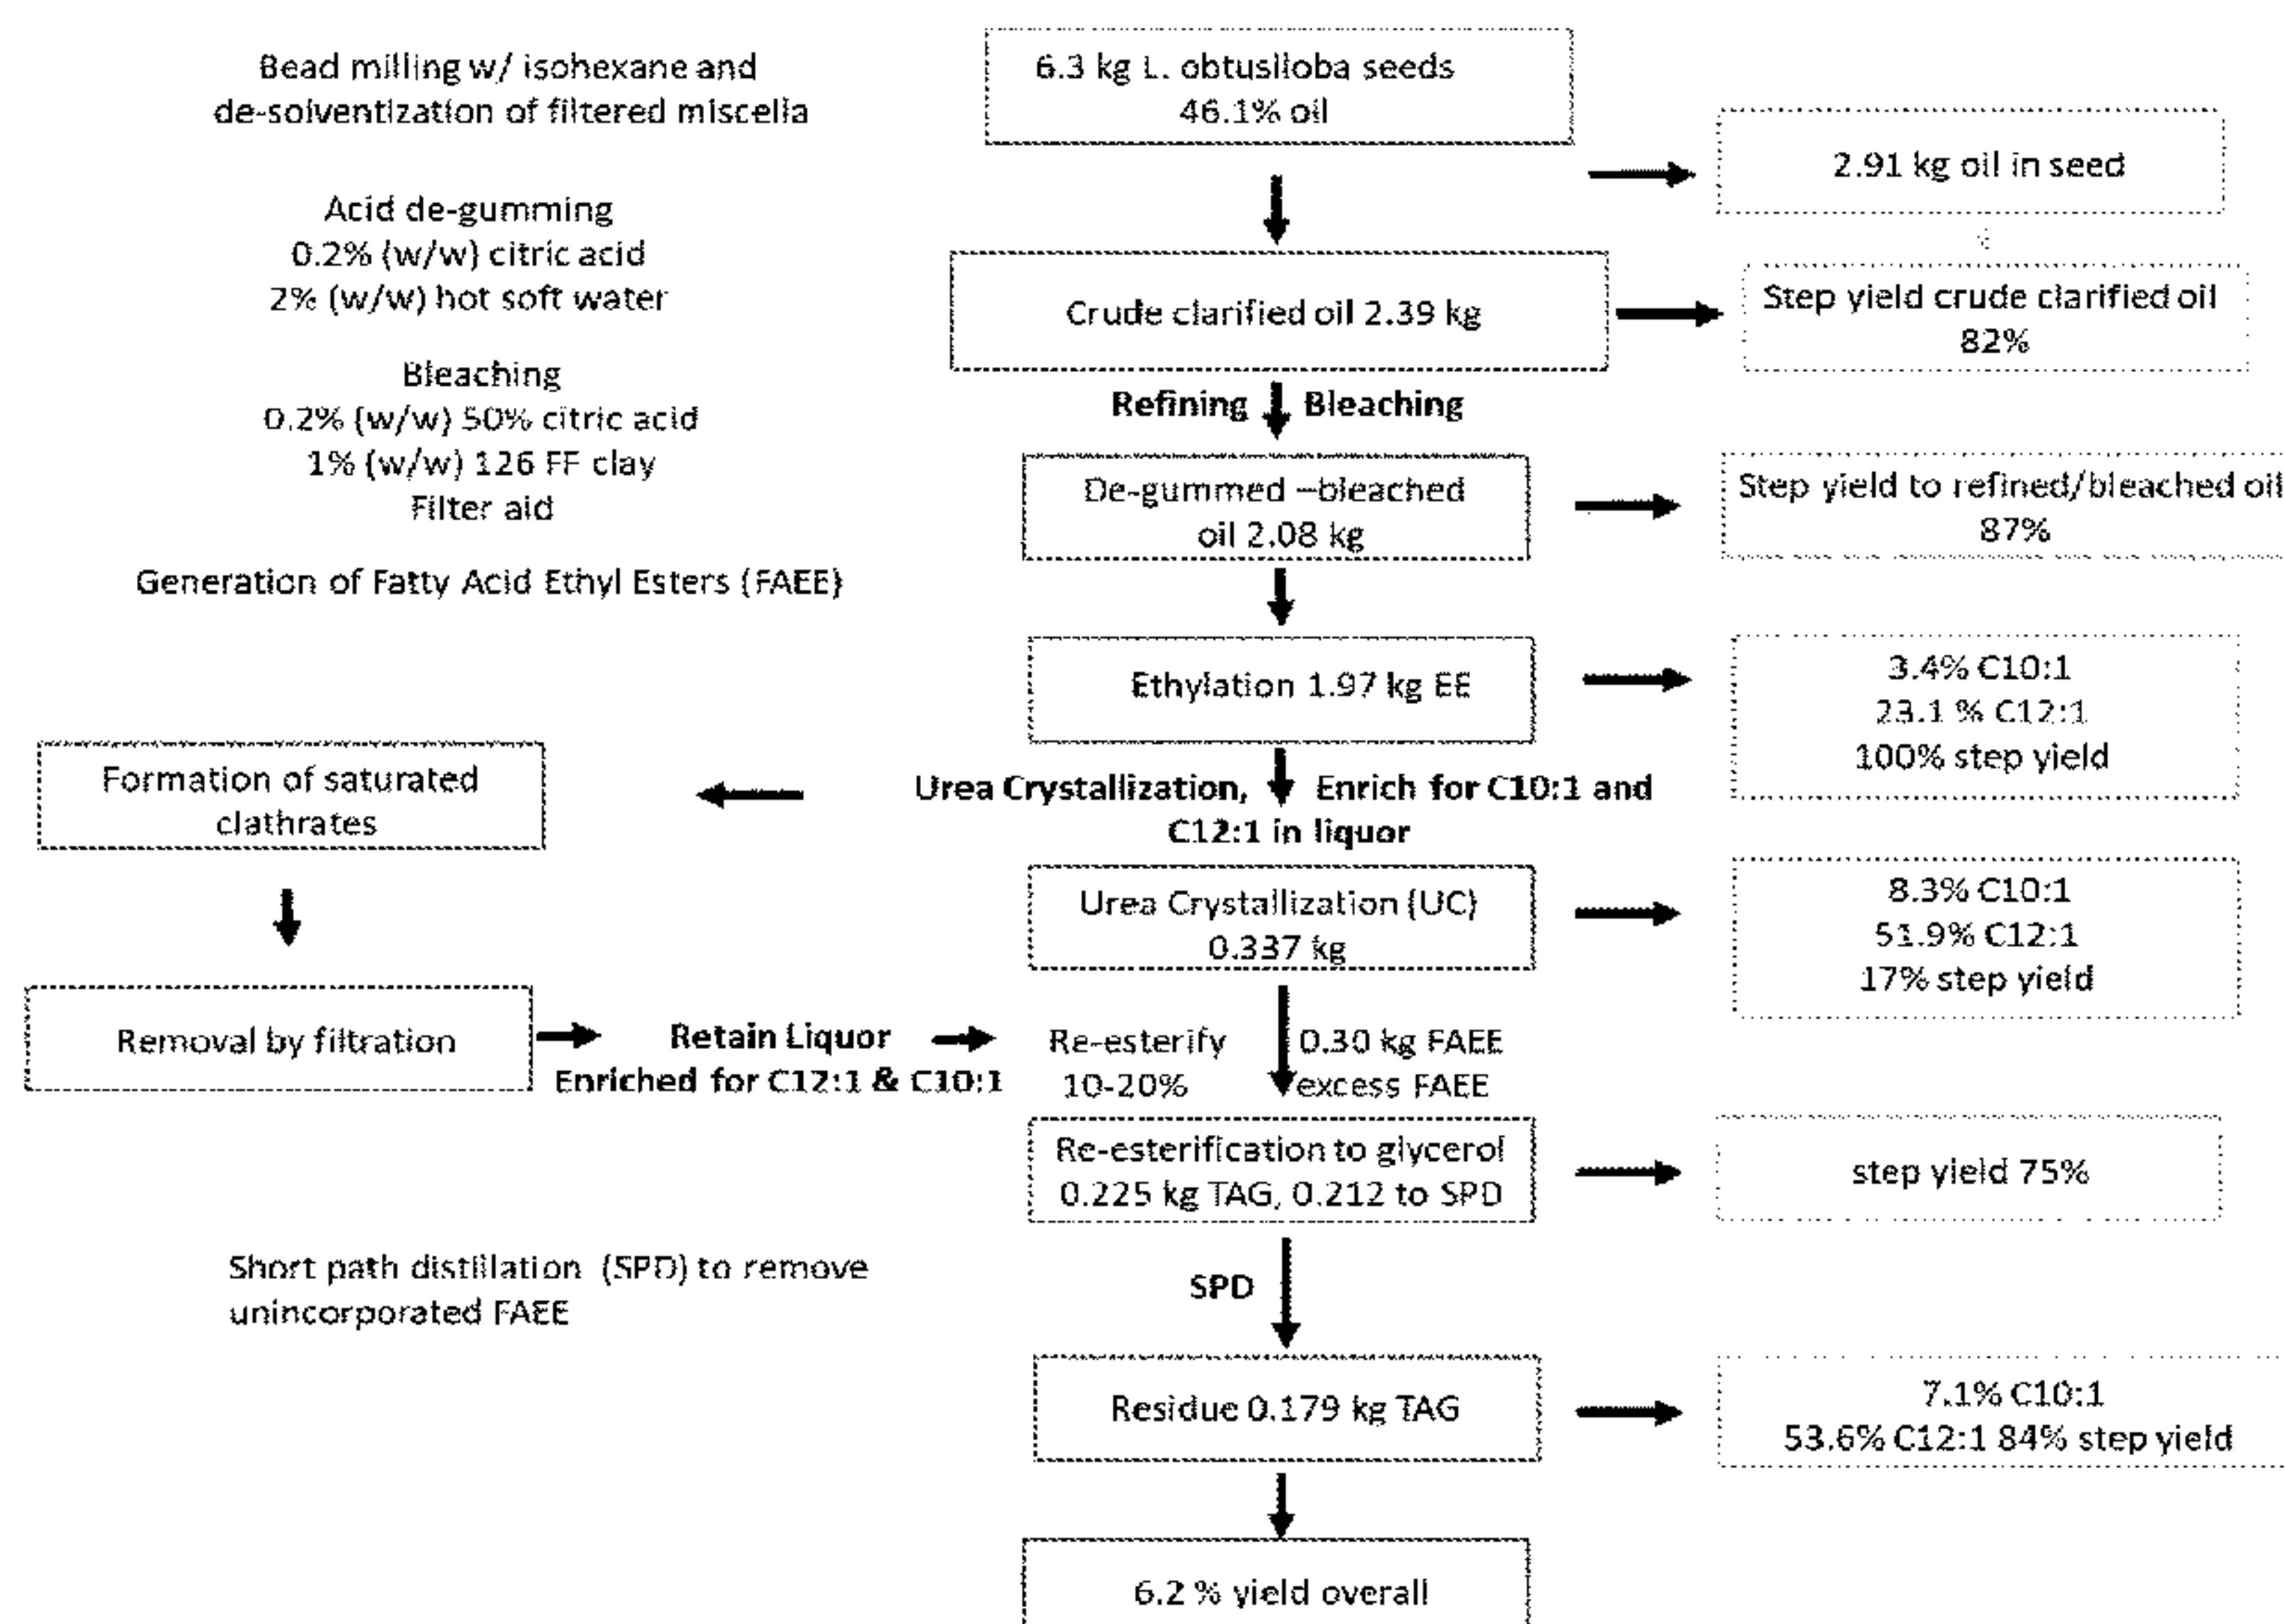 Bead milling w/ isohexane and
de-solventization of filtered miscella
Acid de-gumming
0.2% (w/w) citric acid
2% (w/w) hot soft water
Bleaching
0.2% (w/w) 50% citric acid
1% (w/w) 126 FF clay
Filter aid
Generation of Fatty Acid Ethyl Esters (FAEE)
6.3 kg L. obtusiloba seeds
46.1% oil
2.91 kg oil in seed
Crude clarified oil 2.39 kg
Step yield crude clarified oil
82%
Refining Bleaching
De-gummed –bleached
oil 2.08 kg
Step yield to refined/bleached oil
87%
Ethylation 1.97 kg EE
3.4% C10:1
23.1 % C12:1
100% step yield
Formation of saturated
clathrates
Urea Crystallization, Enrich for C10:1 and
C12:1 in liquor
Urea Crystallization (UC)
0.337 kg
8.3% C10:1
51.9% C12:1
17% step yield
Removal by filtration
Retain Liquor
Enriched for C12:1 & C10:1
Re-esterify 0.30 kg FAEE
10-20% excess FAEE
Re-esterification to glycerol
0.225 kg TAG, 0.212 to SPD
step yield 75%
Short path distillation (SPD) to remove
unincorporated FAEE
SPD
Residue 0.179 kg TAG
7.1% C10:1
53.6% C12:1 84% step yield
6.2 % yield overall